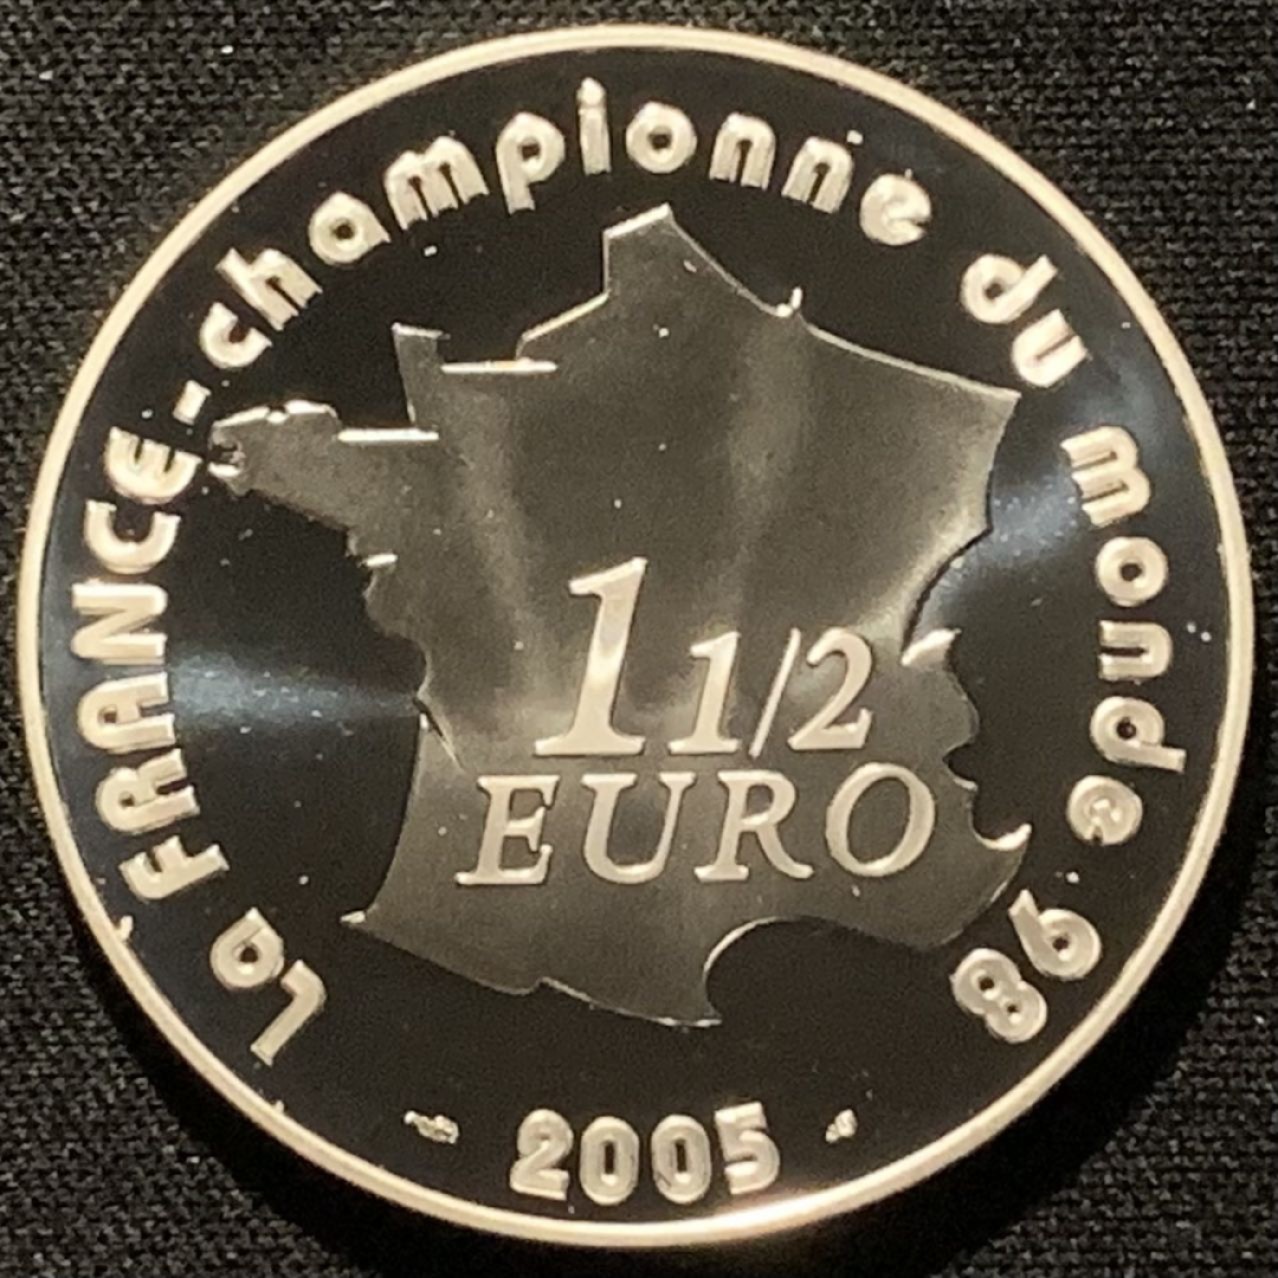 La FRANCE-championne du monde 98
1 1/2
EURO
2005